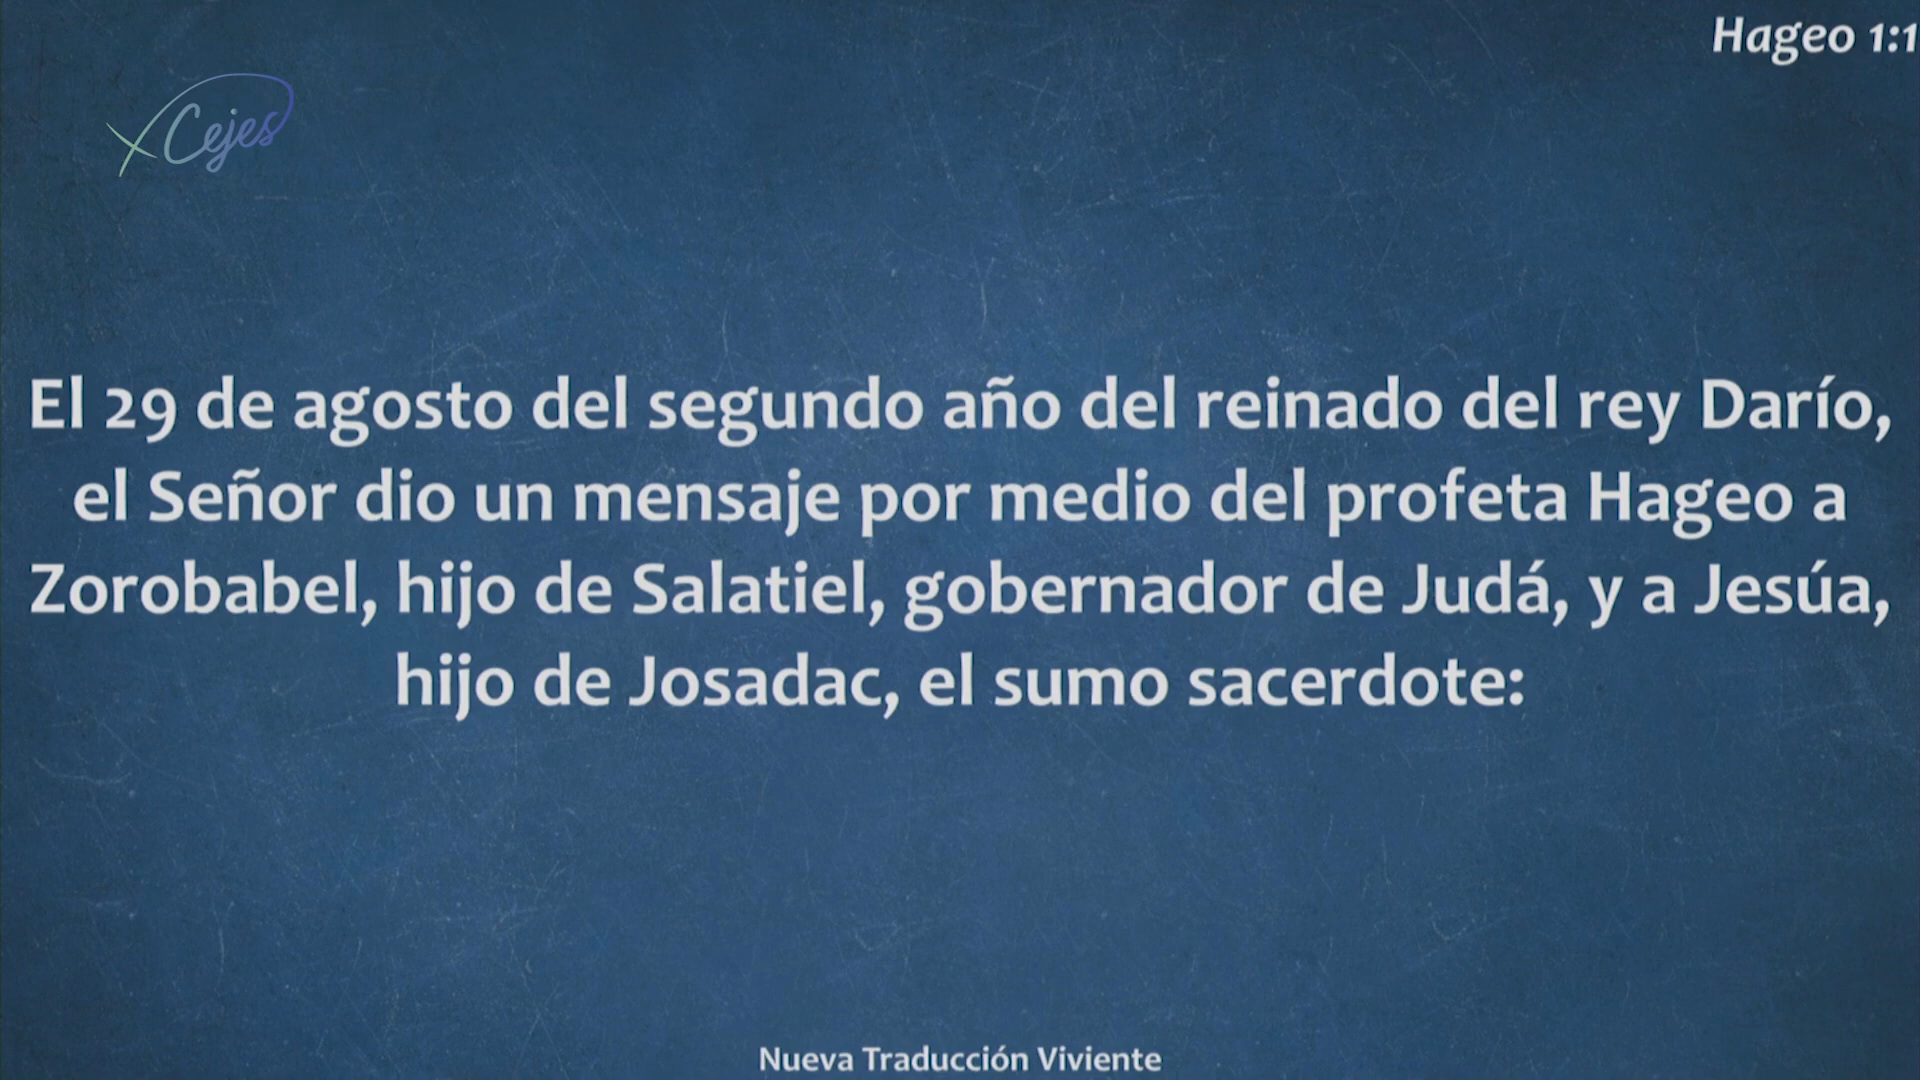 Hageo 1:1
Cejes
El 29 de agosto del segundo año del reinado del rey Darío,
el Señor dio un mensaje por medio del profeta Hageo a
Zorobabel, hijo de Salatiel, gobernador de Judá, y a Jesúa,
hijo de Josadac, el sumo sacerdote:
Nueva Traducción Viviente